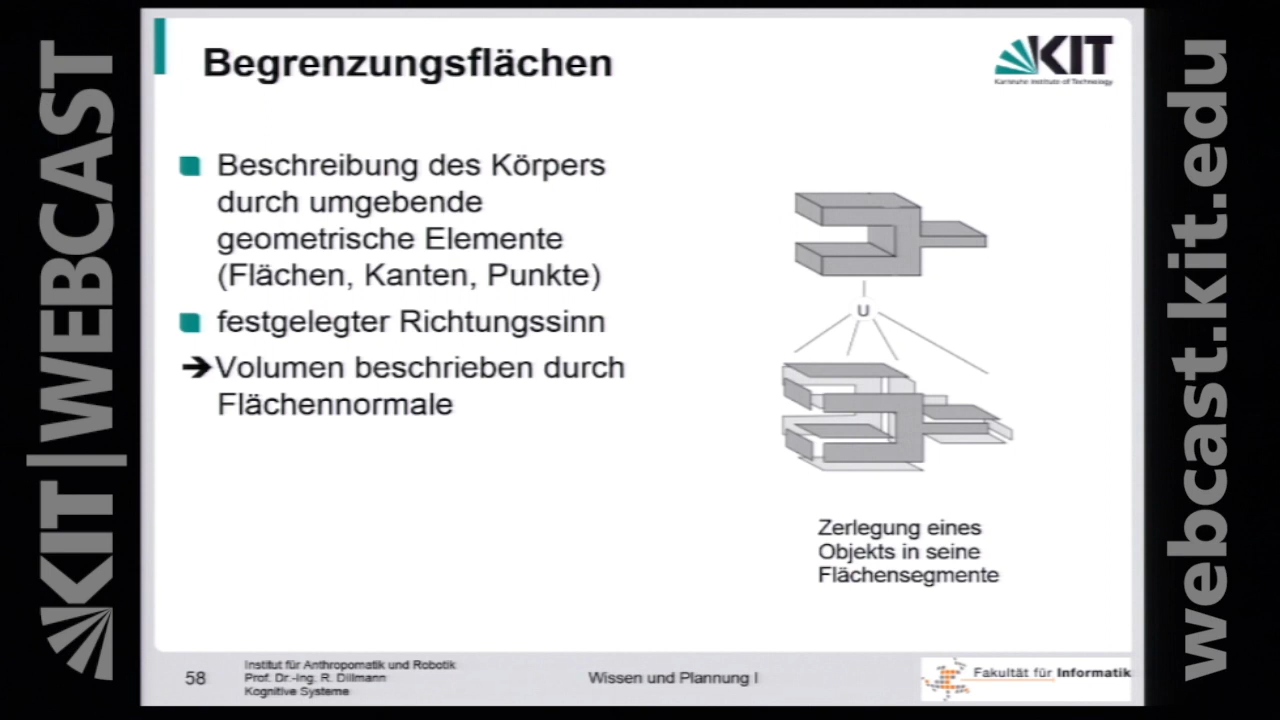 KIT | WEBCAST
Begrenzungsflächen
KIT
Karlsruhe Institute of Technology
Beschreibung des Körpers
durch umgebende
geometrische Elemente
(Flächen, Kanten, Punkte)
festgelegter Richtungssinn
➔Volumen beschrieben durch
Flächennormale
U
Zerlegung eines
Objekts in seine
Flächensegmente
58
Institut für Anthropomatik und Robotik
Prof. Dr.-Ing. R. Dillmann
Kognitive Systeme
Wissen und Plannung I
Fakultät für Informatik
webcast.kit.edu